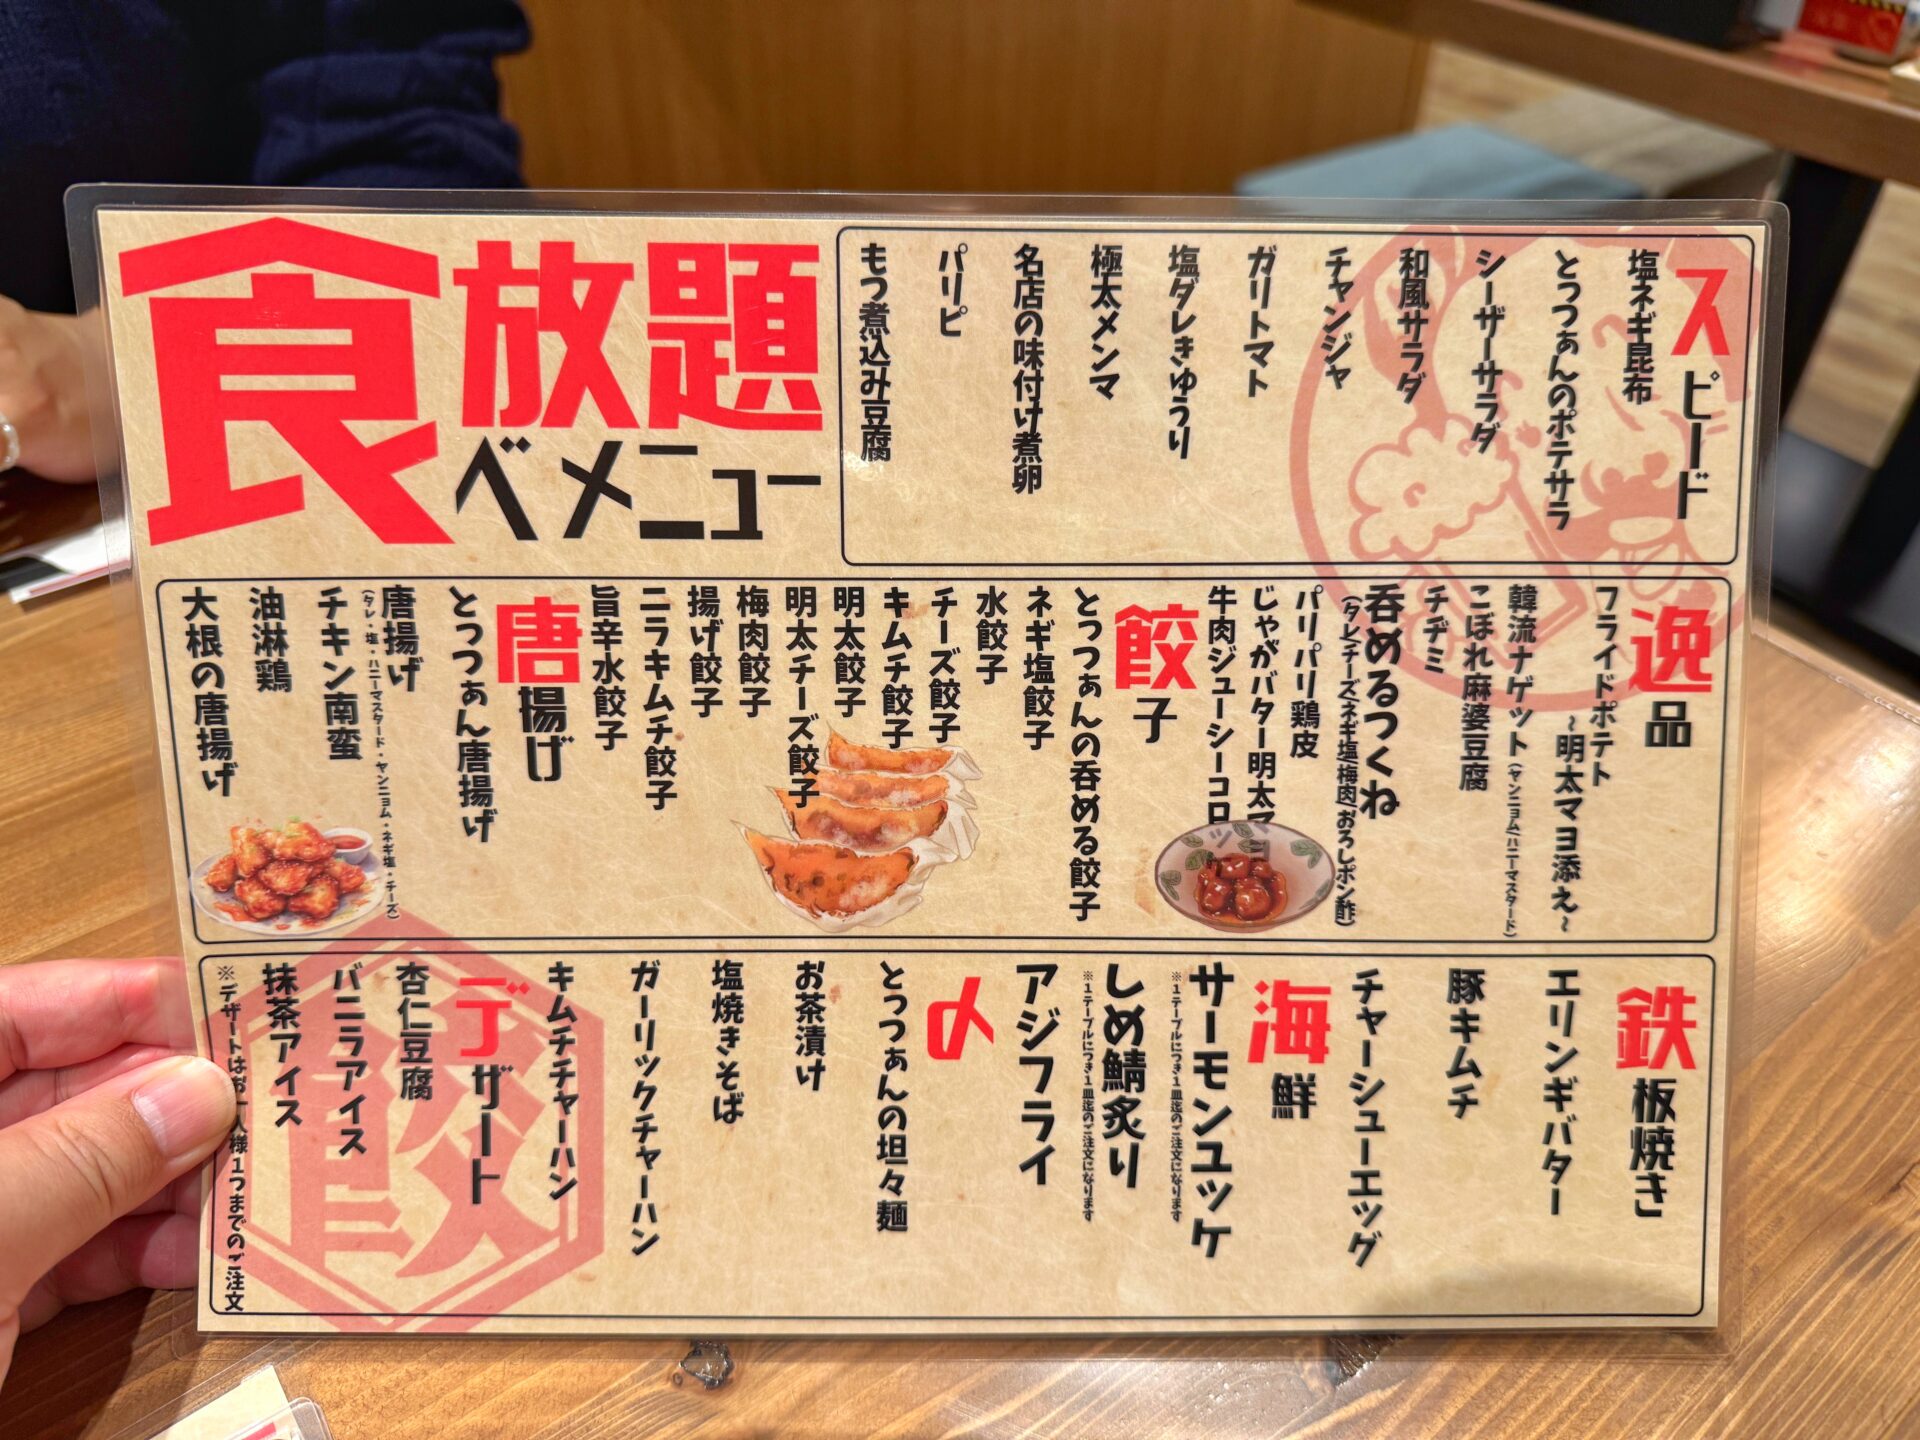 食べ放題メニュー
スピード
塩ネギ昆布
とつつぁんのポテサラ
シーザーサラダ
和風サラダ
チャンジャ
ガリトマト
塩ダレきゅうり
極太メンマ
名店の味付け煮卵
パリピ
もつ煮込み豆腐
逸品
フライドポテト
~明太マヨ添え~
韓流ナゲット(ヤンニョム/ハニーマスタード)
こぼれ麻婆豆腐
チヂミ
呑めるつくね
(タレ/チーズ/ネギ塩/梅肉/おろしポン酢)
パリパリ鶏皮
じゃがバター明太マヨ
牛肉ジューシーコロッ
餃子
とつつぁんの呑める餃子
ネギ塩餃子
水餃子
チーズ餃子
キムチ餃子
明太餃子
明太チーズ餃子
梅肉餃子
揚げ餃子
ニラキムチ餃子
旨辛水餃子
唐揚げ
とつつぁん唐揚げ
唐揚げ
(タレ・塩・ハニーマスタード・ヤンニョム・ネギ塩・チーズ)
チキン南蛮
油淋鶏
大根の唐揚げ
鉄板焼き
エリンギバター
豚キムチ
チャーシューエッグ
海鮮
サーモンユッケ
※1テーブルにつき1皿迄のご注文になります
しめ鯖炙り
※1テーブルにつき1皿迄のご注文になります
アジフライ
〆
とつつぁんの坦々麺
お茶漬け
塩焼きそば
ガーリックチャーハン
キムチチャーハン
デザート
杏仁豆腐
バニラアイス
抹茶アイス
※デザートはお一人様1つまでのご注文
餃